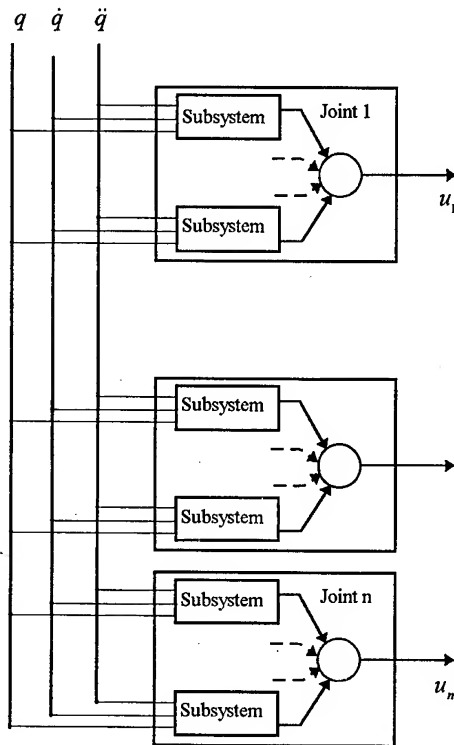 q q̇ q̈
Subsystem
Joint 1
Subsystem
u₁
Subsystem
Subsystem
Subsystem
Joint n
Subsystem
uₙ